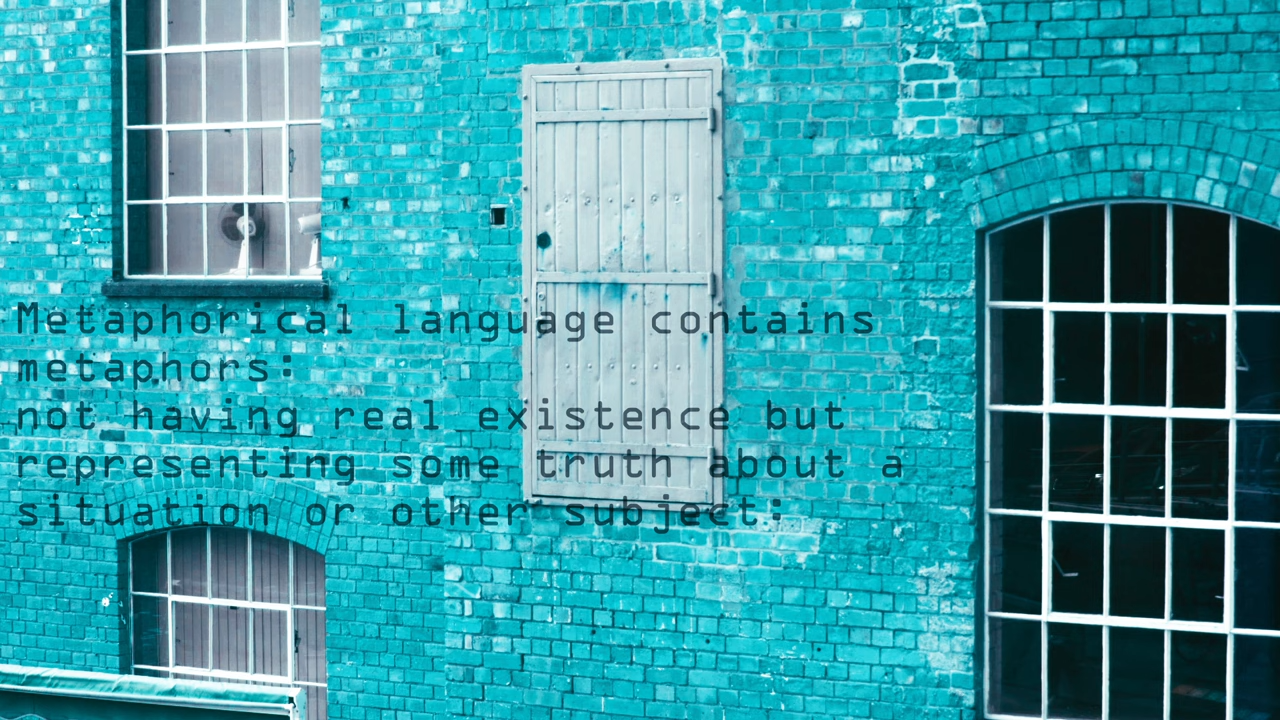 Metaphorical language contains
metaphors:
not having real existence but
representing some truth about a
situation or other subject: